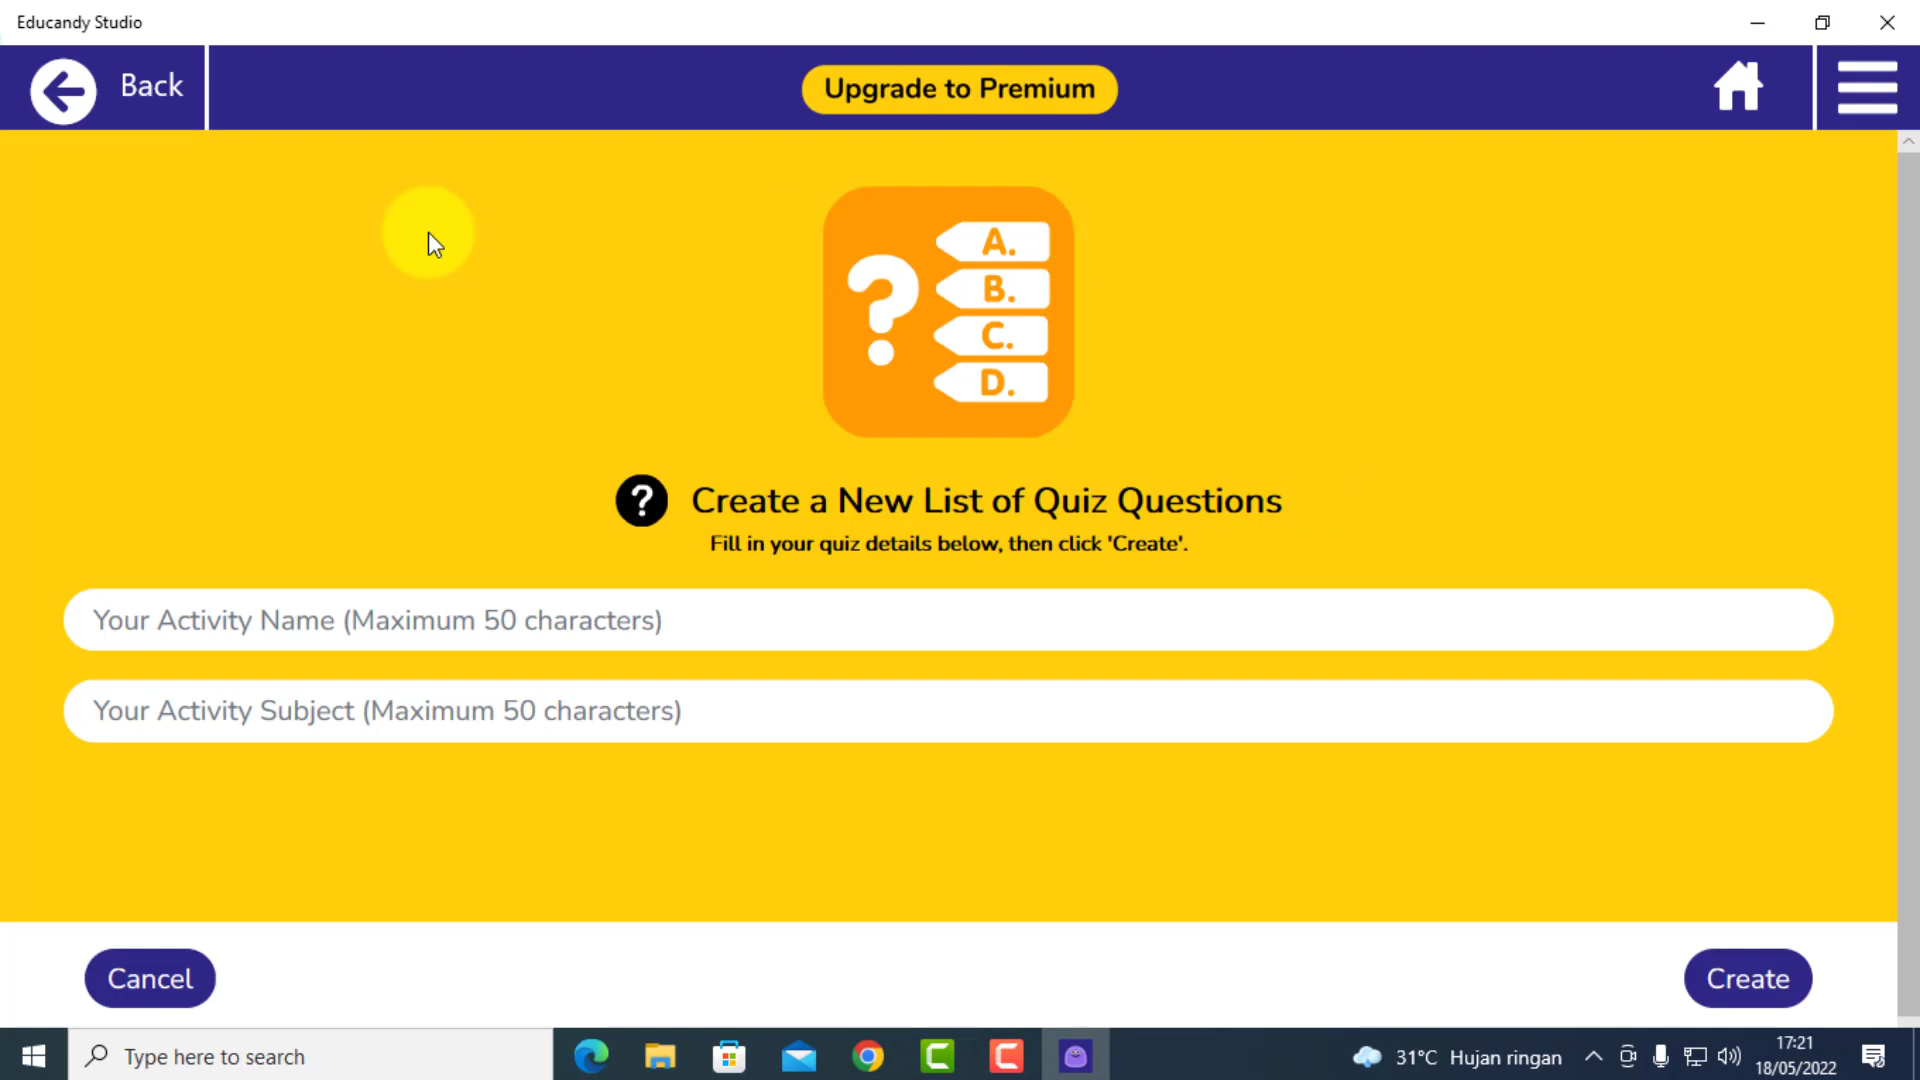 Educandy Studio
Back
Upgrade to Premium
?
A.
B.
C.
D.
? Create a New List of Quiz Questions
Fill in your quiz details below, then click 'Create'.
Your Activity Name (Maximum 50 characters)
Your Activity Subject (Maximum 50 characters)
Cancel
Create
Type here to search
31°C Hujan ringan
17:21
18/05/2022